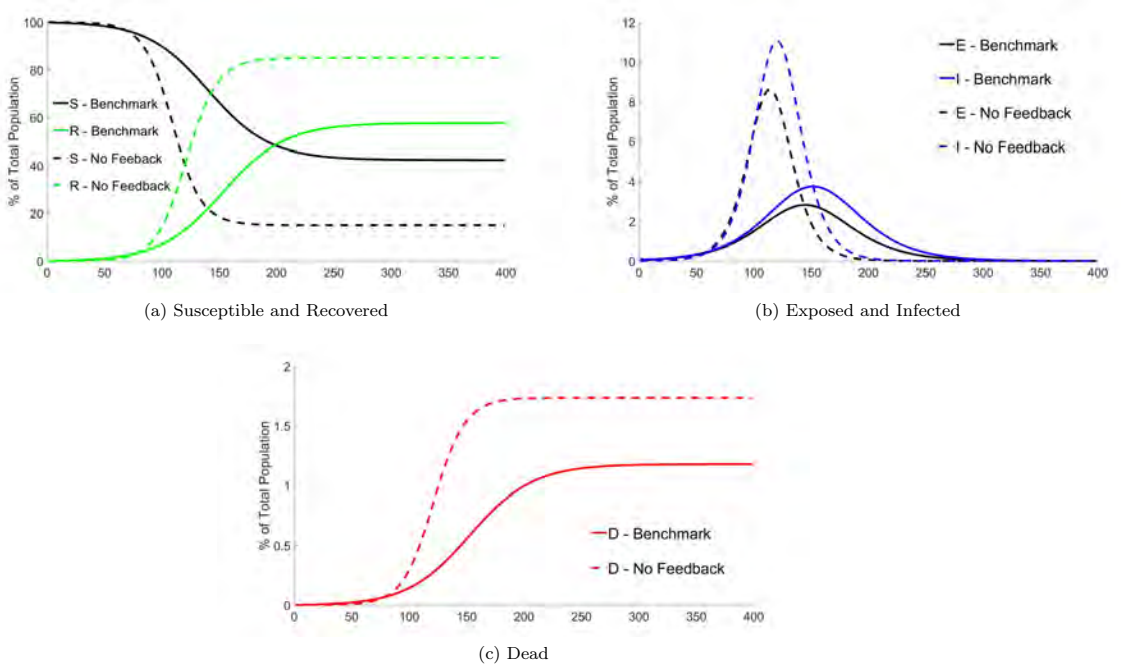 % of Total Population
100
80
60
40
20
0
S - Benchmark
R - Benchmark
S - No Feeback
R - No Feedback
0 50 100 150 200 250 300 350 400
(a) Susceptible and Recovered
% of Total Population
12
10
8
6
4
2
0
E - Benchmark
I - Benchmark
E - No Feedback
I - No Feedback
0 50 100 150 200 250 300 350 400
(b) Exposed and Infected
% of Total Population
2
1.5
1
0.5
0
D - Benchmark
D - No Feedback
0 50 100 150 200 250 300 350 400
(c) Dead